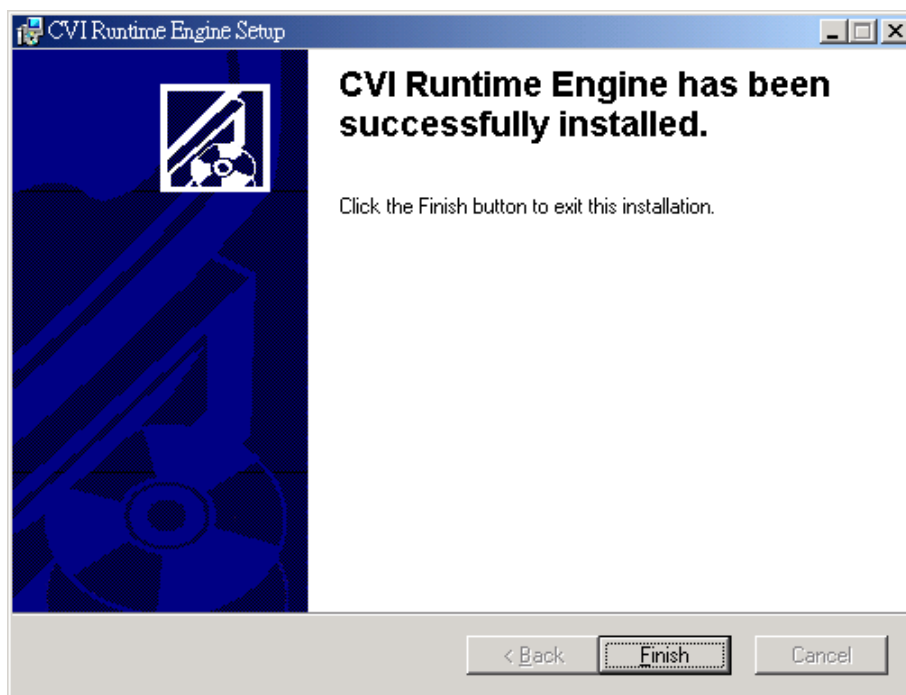 CVI Runtime Engine Setup
CVI Runtime Engine has been
successfully installed.
Click the Finish button to exit this installation.
< Back
Finish
Cancel